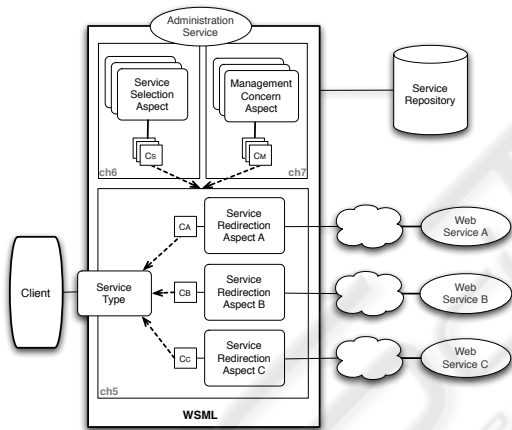 Administration
Service
Service
Selection
Aspect
Management
Concern
Aspect
Service
Repository
CS
CM
ch6
ch7
CA
Service
Redirection
Aspect A
Web
Service A
Client
Service
Type
CB
Service
Redirection
Aspect B
Web
Service B
CC
Service
Redirection
Aspect C
Web
Service C
ch5
WSML